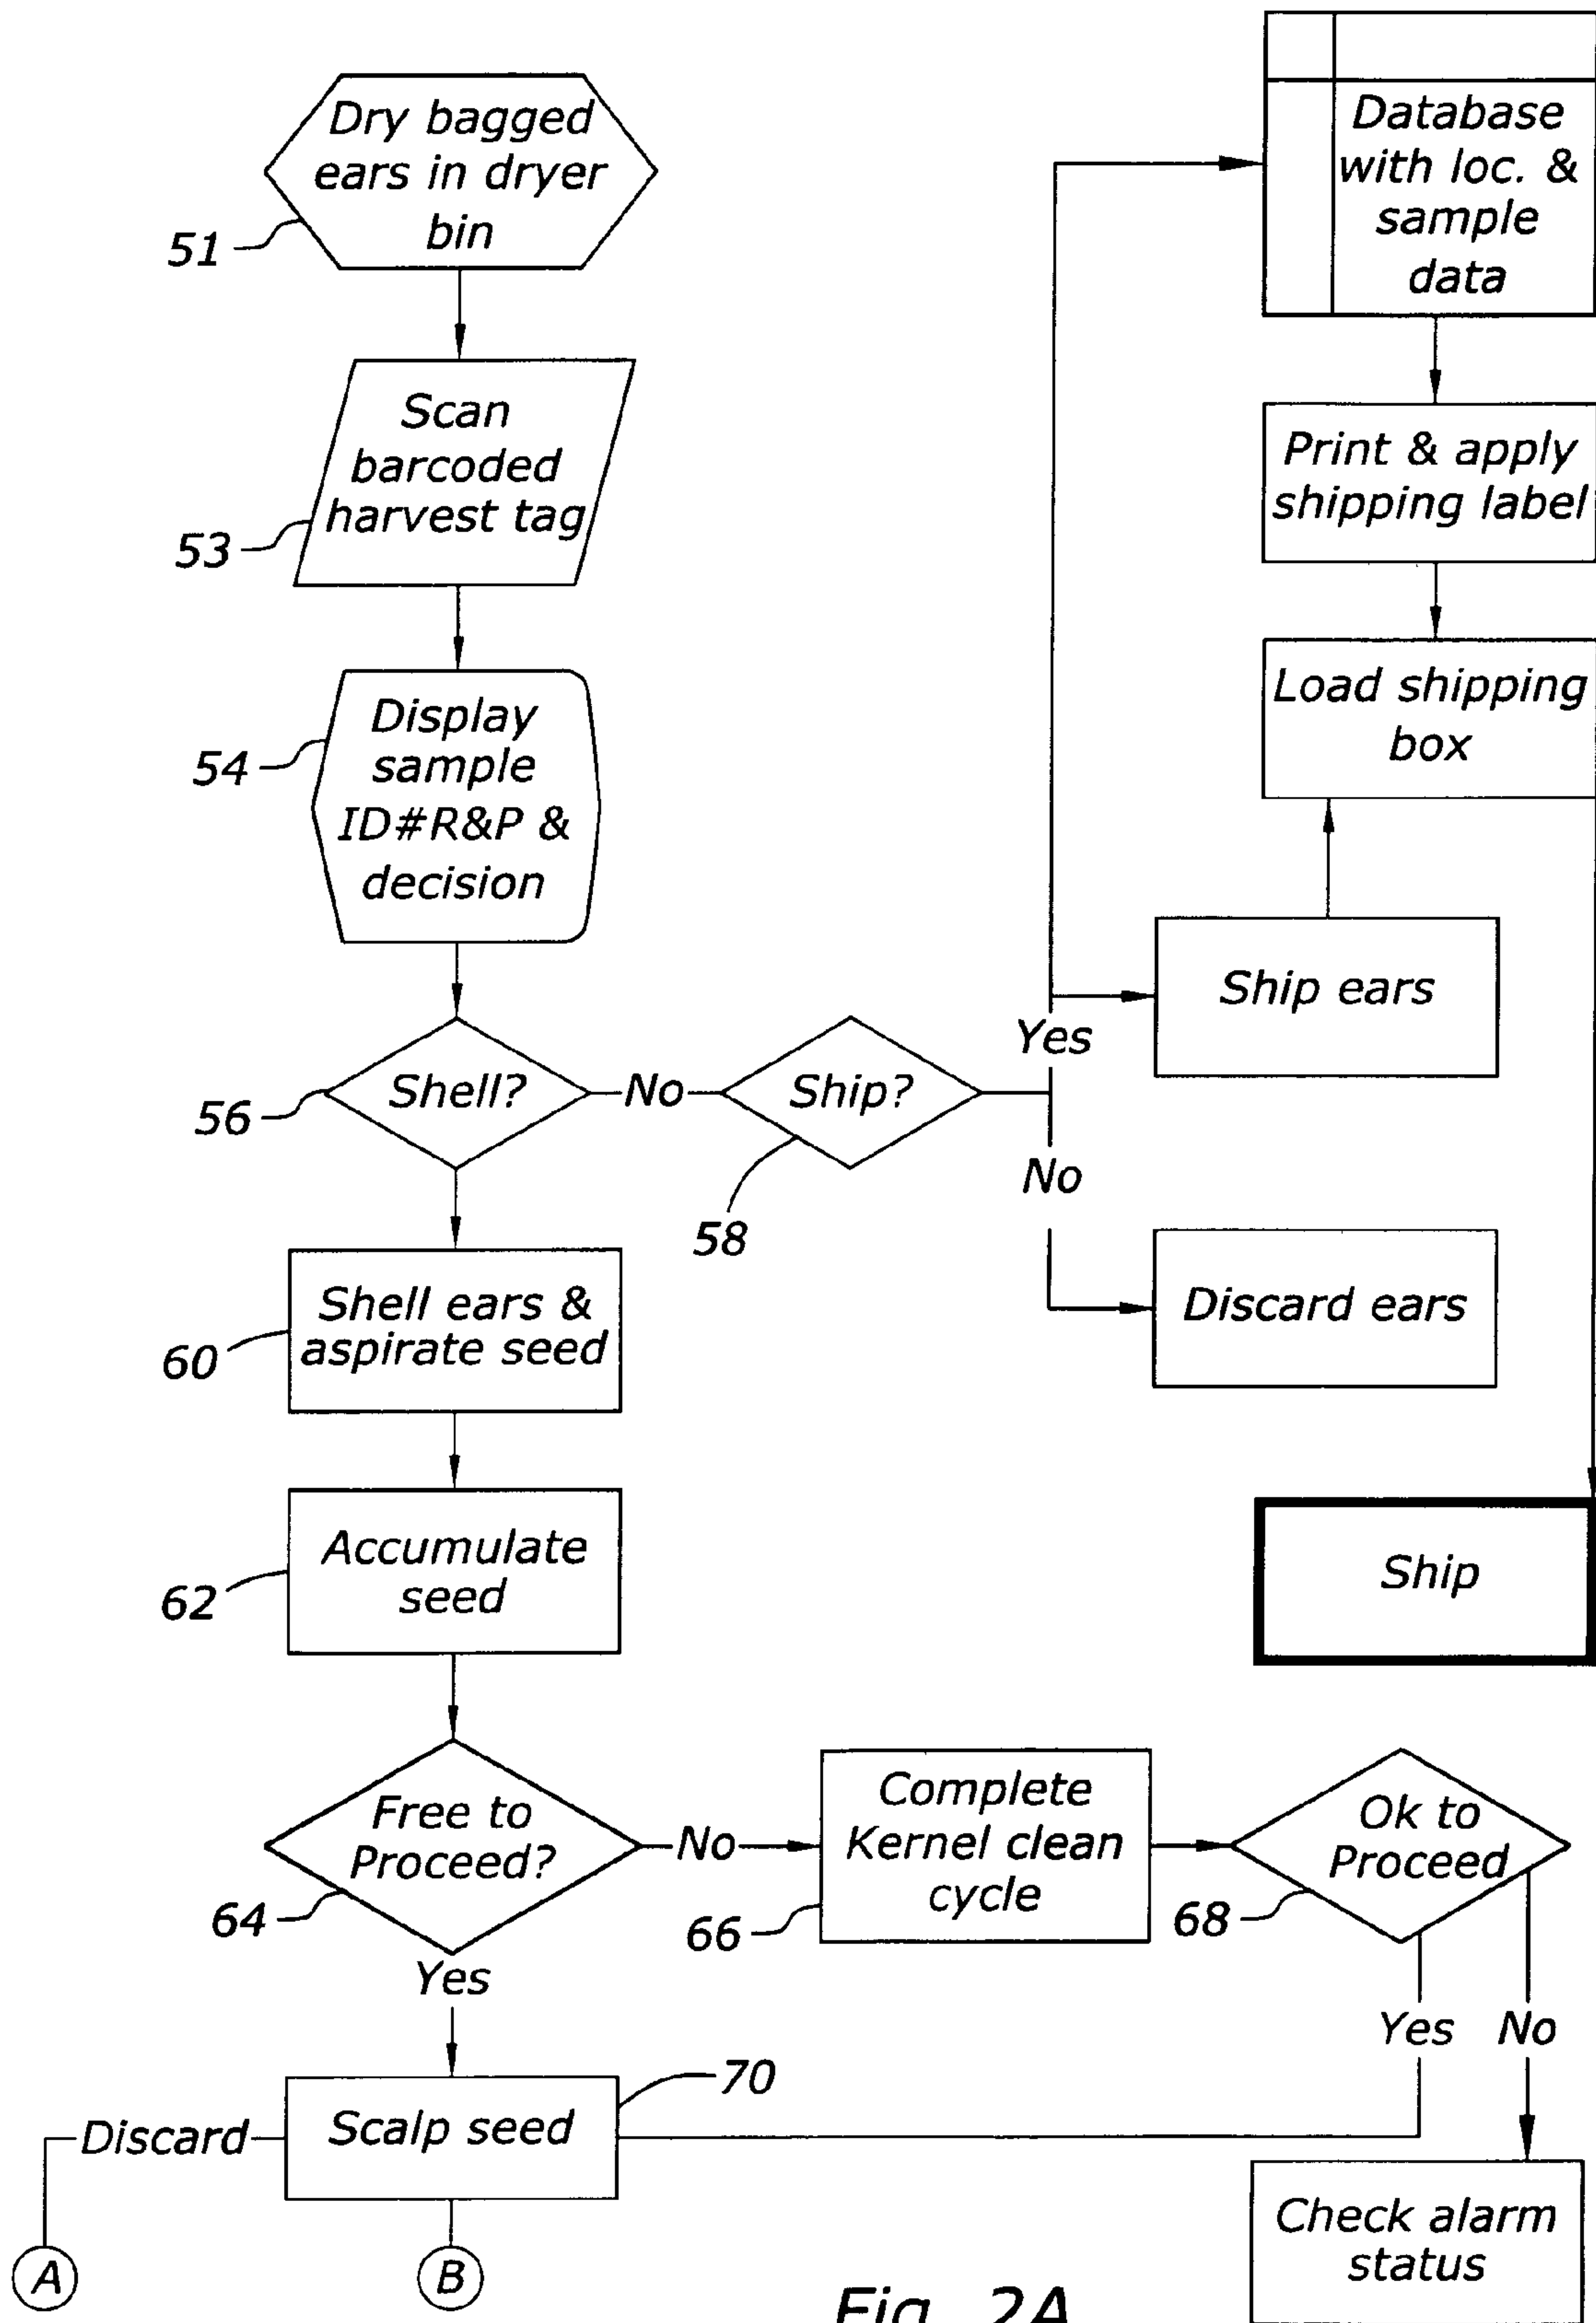 Dry bagged
ears in dryer
bin
51
Scan
barcoded
harvest tag
53
Display
sample
ID#R&P &
decision
54
Shell?
56
No
Ship?
58
Yes
No
Database
with loc. &
sample
data
Print & apply
shipping label
Load shipping
box
Ship ears
Discard ears
Ship
Shell ears &
aspirate seed
60
Accumulate
seed
62
Free to
Proceed?
64
No
Complete
Kernel clean
cycle
66
Ok to
Proceed
68
Yes
Yes
No
Scalp seed
70
Discard
A
B
Check alarm
status
Fig. 2A